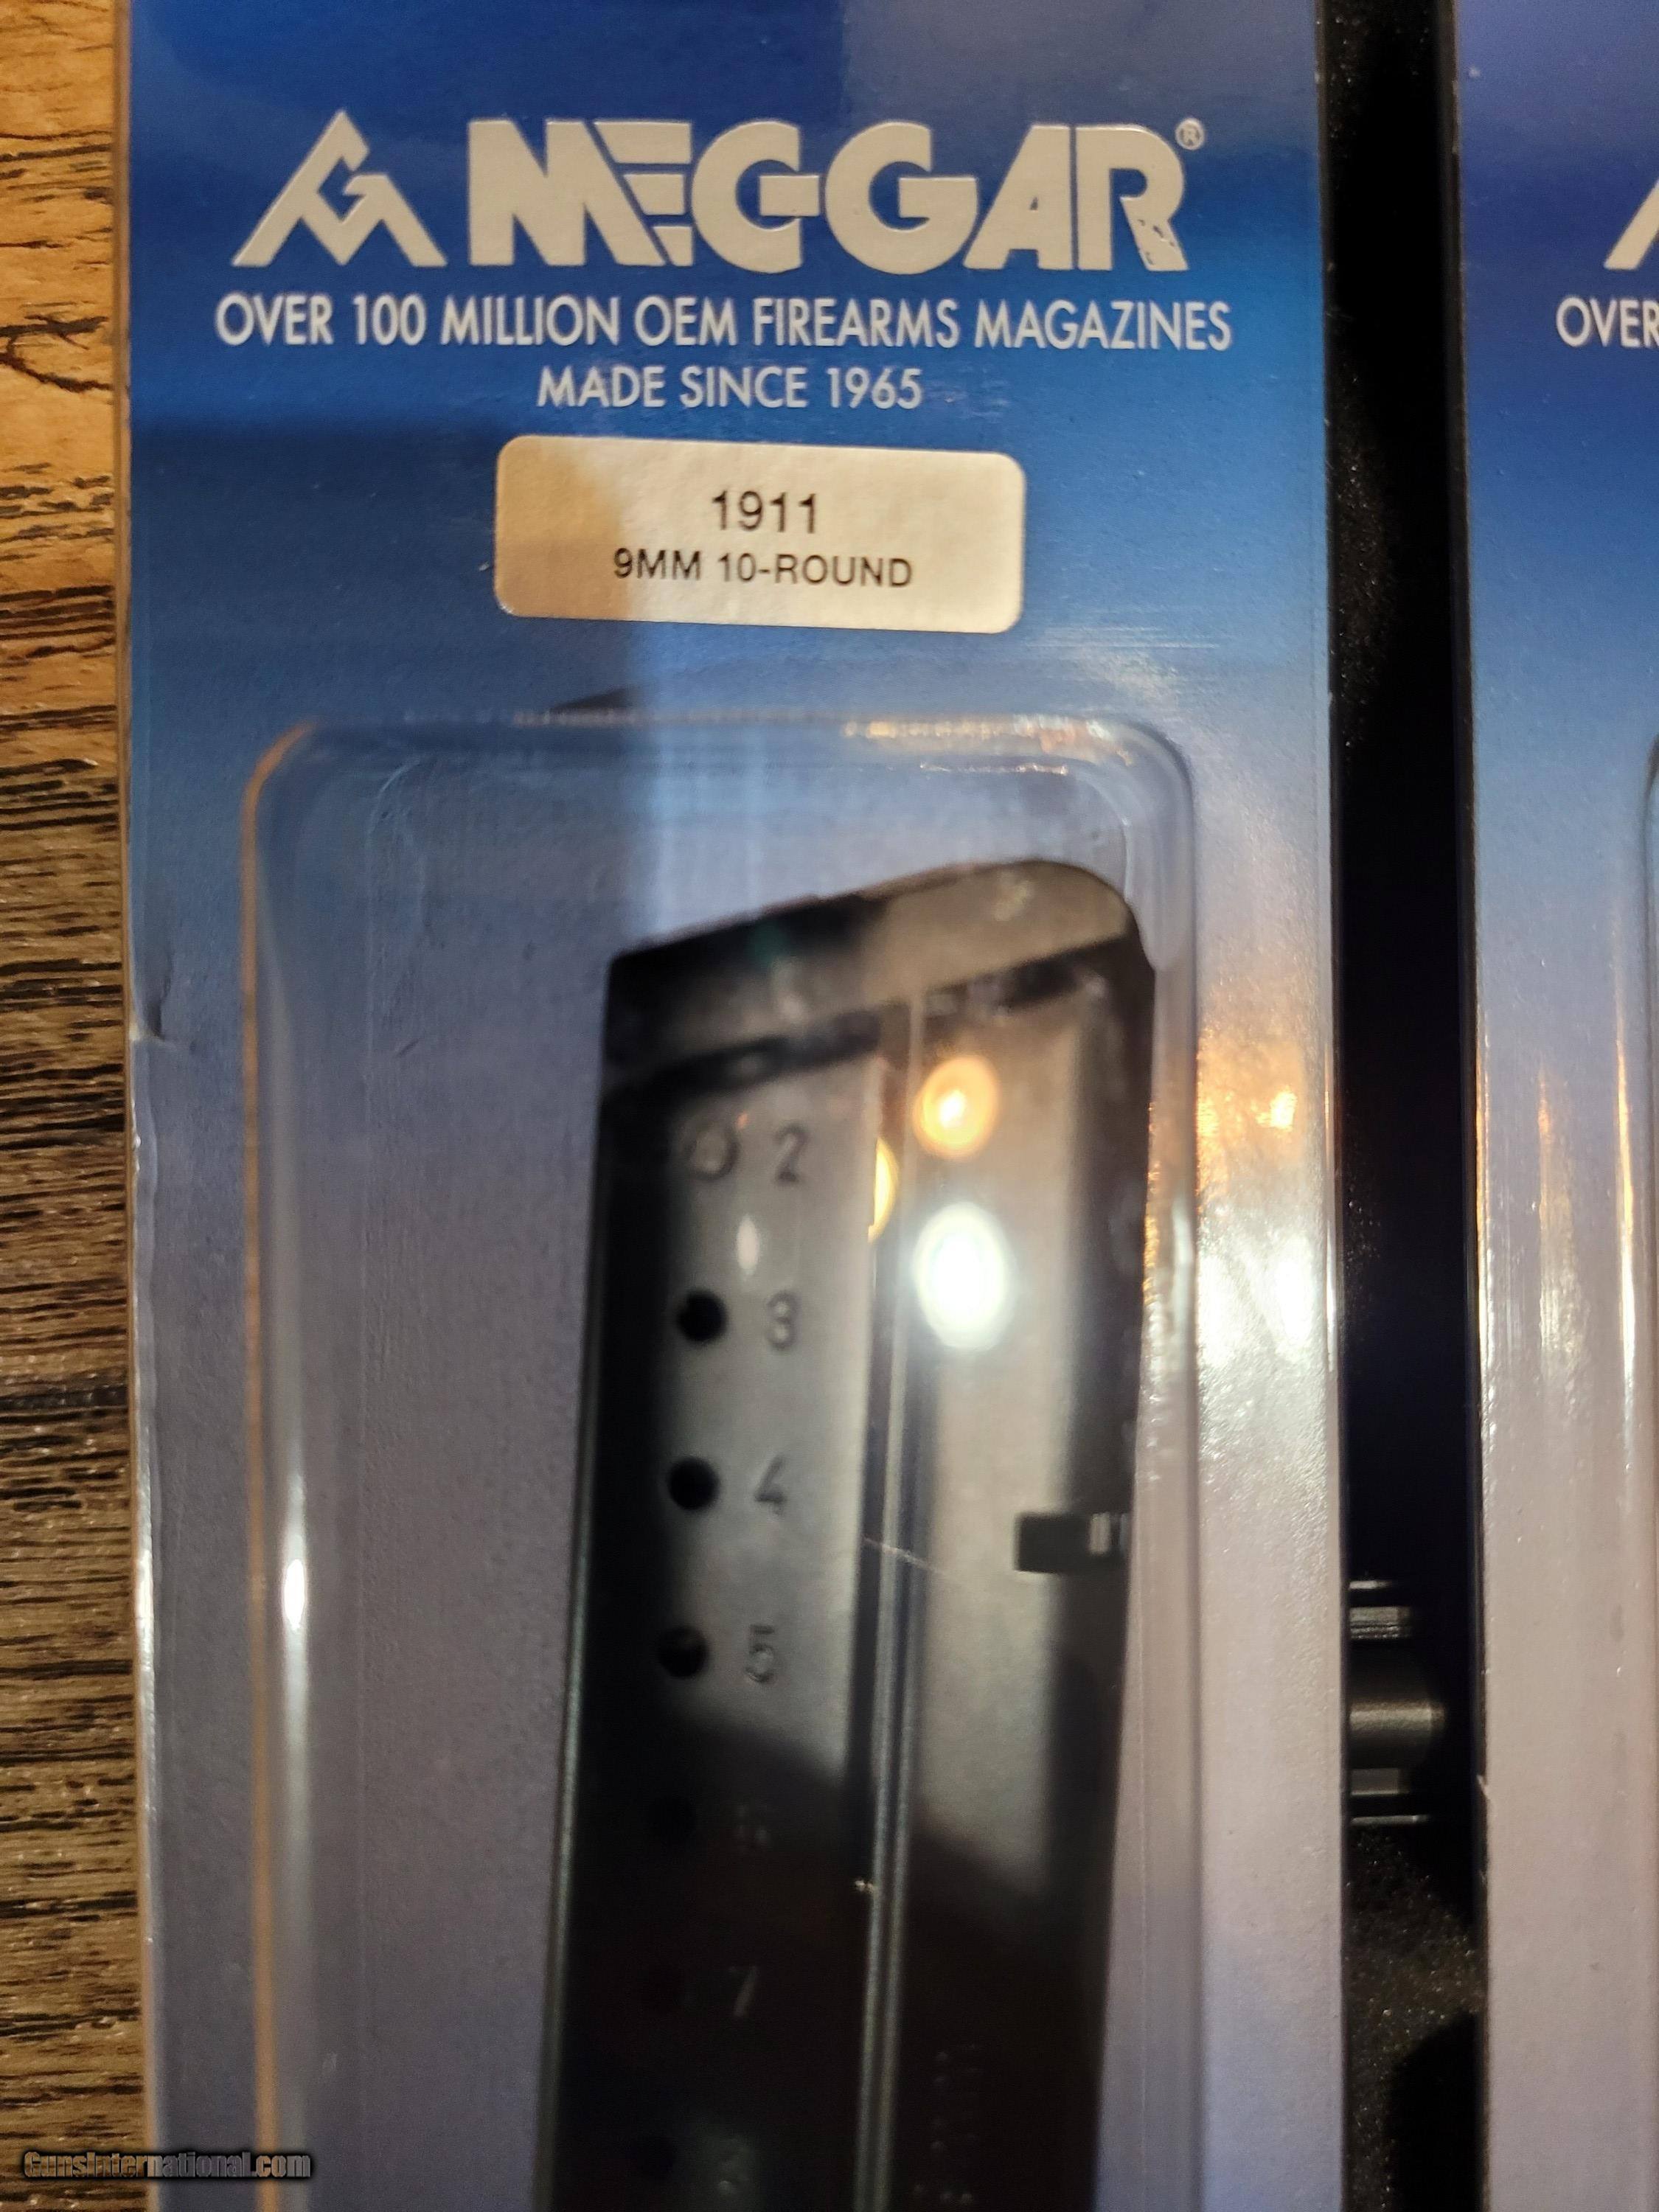 MEC-GAR®
OVER 100 MILLION OEM FIREARMS MAGAZINES
MADE SINCE 1965
1911
9MM 10-ROUND
OVER
2
3
4
5
7
GunsInternational.com